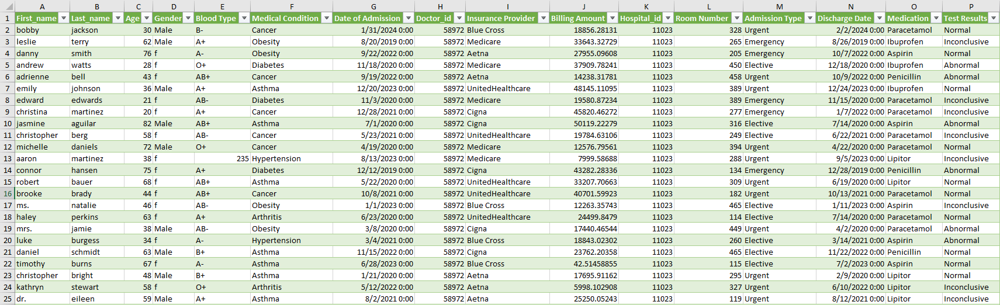 A B C D E F G H I J K L M N O P
1 First_name Last_name Age Gender Blood Type Medical Condition Date of Admission Doctor_id Insurance Provider Billing Amount Hospital_id Room Number Admission Type Discharge Date Medication Test Results
2 bobby jackson 30 Male B- Cancer 1/31/2024 0:00 58972 Blue Cross 18856.28131 11023 328 Urgent 2/2/2024 0:00 Paracetamol Normal
3 leslie terry 62 Male A+ Obesity 8/20/2019 0:00 58972 Medicare 33643.32729 11023 265 Emergency 8/26/2019 0:00 Ibuprofen Inconclusive
4 danny smith 76 f A- Obesity 9/22/2022 0:00 58972 Aetna 27955.09608 11023 205 Emergency 10/7/2022 0:00 Aspirin Normal
5 andrew watts 28 f O+ Diabetes 11/18/2020 0:00 58972 Medicare 37909.78241 11023 450 Elective 12/18/2020 0:00 Ibuprofen Abnormal
6 adrienne bell 43 f AB+ Cancer 9/19/2022 0:00 58972 Aetna 14238.31781 11023 458 Urgent 10/9/2022 0:00 Penicillin Abnormal
7 emily johnson 36 Male A+ Asthma 12/20/2023 0:00 58972 UnitedHealthcare 48145.11095 11023 389 Urgent 12/24/2023 0:00 Ibuprofen Normal
8 edward edwards 21 f AB- Diabetes 11/3/2020 0:00 58972 Medicare 19580.87234 11023 389 Emergency 11/15/2020 0:00 Paracetamol Inconclusive
9 christina martinez 20 f A+ Cancer 12/28/2021 0:00 58972 Cigna 45820.46272 11023 277 Emergency 1/7/2022 0:00 Paracetamol Inconclusive
10 jasmine aguilar 82 Male AB+ Asthma 7/1/2020 0:00 58972 Cigna 50119.22279 11023 316 Elective 7/14/2020 0:00 Aspirin Abnormal
11 christopher berg 58 f AB- Cancer 5/23/2021 0:00 58972 UnitedHealthcare 19784.63106 11023 249 Elective 6/22/2021 0:00 Paracetamol Inconclusive
12 michelle daniels 72 Male O+ Cancer 4/19/2020 0:00 58972 Medicare 12576.79561 11023 394 Urgent 4/22/2020 0:00 Paracetamol Normal
13 aaron martinez 38 f 235 Hypertension 8/13/2023 0:00 58972 Medicare 7999.58688 11023 288 Urgent 9/5/2023 0:00 Lipitor Inconclusive
14 connor hansen 75 f A+ Diabetes 12/12/2019 0:00 58972 Cigna 43282.28336 11023 134 Emergency 12/28/2019 0:00 Penicillin Abnormal
15 robert bauer 68 f AB+ Asthma 5/22/2020 0:00 58972 UnitedHealthcare 33207.70663 11023 309 Urgent 6/19/2020 0:00 Lipitor Normal
16 brooke brady 44 f AB+ Cancer 10/8/2021 0:00 58972 UnitedHealthcare 40701.59923 11023 182 Urgent 10/13/2021 0:00 Paracetamol Normal
17 ms. natalie 46 f AB- Obesity 1/1/2023 0:00 58972 Blue Cross 12263.35743 11023 465 Elective 1/11/2023 0:00 Aspirin Inconclusive
18 haley perkins 63 f A+ Arthritis 6/23/2020 0:00 58972 UnitedHealthcare 24499.8479 11023 114 Elective 7/14/2020 0:00 Paracetamol Normal
19 mrs. jamie 38 Male AB- Obesity 3/8/2020 0:00 58972 Cigna 17440.46544 11023 449 Urgent 4/2/2020 0:00 Paracetamol Abnormal
20 luke burgess 34 f A- Hypertension 3/4/2021 0:00 58972 Blue Cross 18843.02302 11023 260 Elective 3/14/2021 0:00 Aspirin Abnormal
21 daniel schmidt 63 Male B+ Asthma 11/15/2022 0:00 58972 Cigna 23762.20358 11023 465 Elective 11/22/2022 0:00 Penicillin Normal
22 timothy burns 67 f A- Asthma 6/28/2023 0:00 58972 Blue Cross 42.51458855 11023 115 Elective 7/2/2023 0:00 Aspirin Normal
23 christopher bright 48 Male B+ Asthma 1/21/2020 0:00 58972 Aetna 17695.91162 11023 295 Urgent 2/9/2020 0:00 Lipitor Normal
24 kathryn stewart 58 f O+ Arthritis 5/12/2022 0:00 58972 Aetna 5998.102908 11023 327 Urgent 6/10/2022 0:00 Lipitor Inconclusive
25 dr. eileen 59 Male A+ Asthma 8/2/2021 0:00 58972 Aetna 25250.05243 11023 119 Urgent 8/12/2021 0:00 Lipitor Inconclusive